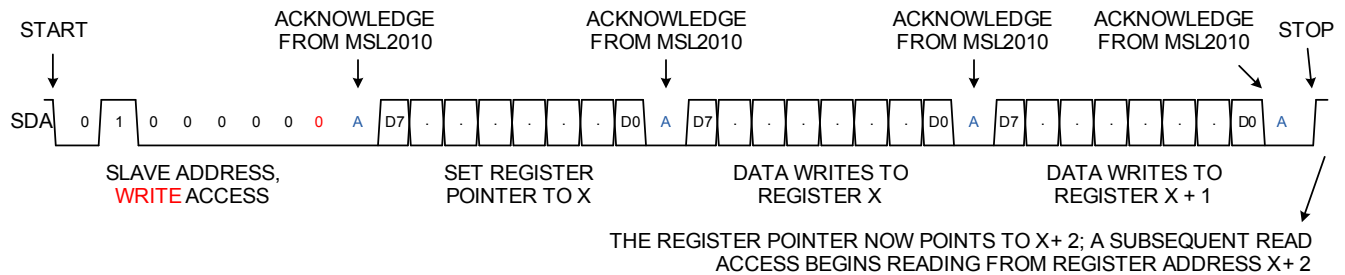 START
ACKNOWLEDGE
FROM MSL2010
ACKNOWLEDGE
FROM MSL2010
ACKNOWLEDGE
FROM MSL2010
ACKNOWLEDGE
FROM MSL2010
STOP
SDA 0 1 0 0 0 0 0 0 A D7 . . . . . . D0 A D7 . . . . . . D0 A D7 . . . . . . D0 A
SLAVE ADDRESS,
WRITE ACCESS
SET REGISTER
POINTER TO X
DATA WRITES TO
REGISTER X
DATA WRITES TO
REGISTER X + 1
THE REGISTER POINTER NOW POINTS TO X+ 2; A SUBSEQUENT READ
ACCESS BEGINS READING FROM REGISTER ADDRESS X+ 2